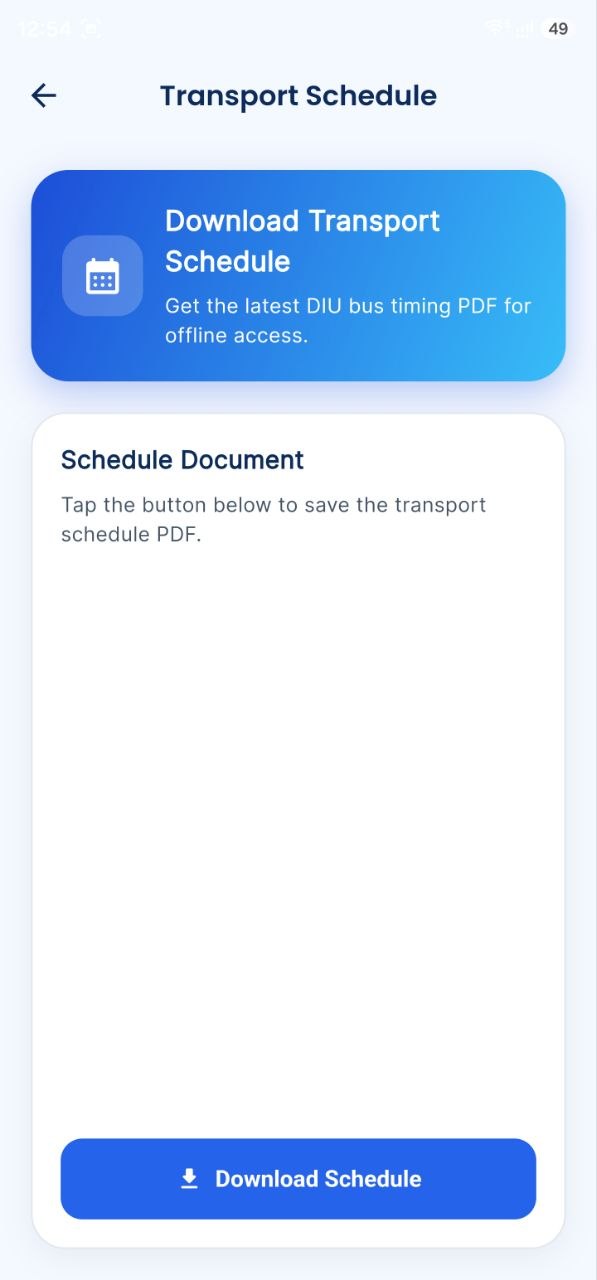 12:54
49
Transport Schedule
Download Transport
Schedule
Get the latest DIU bus timing PDF for
offline access.
Schedule Document
Tap the button below to save the transport
schedule PDF.
Download Schedule